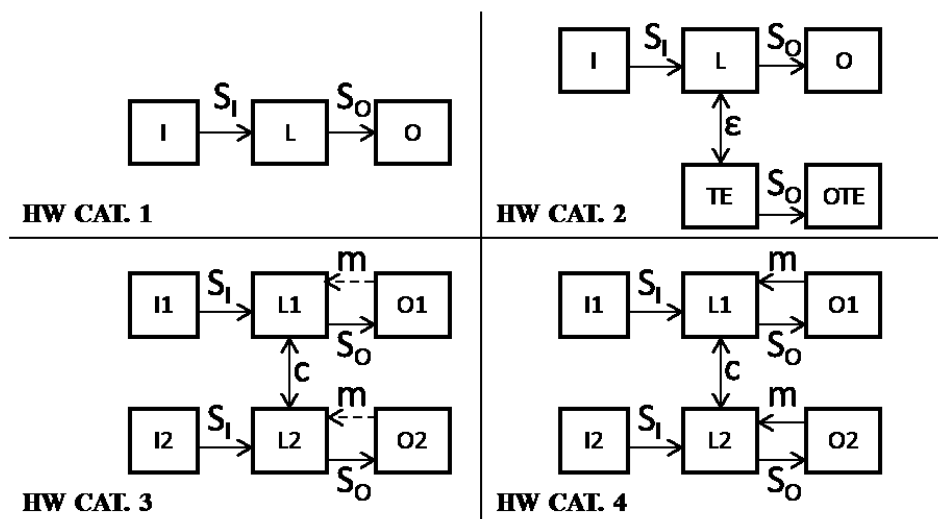 S_I S_O
I L O
HW CAT. 1
S_I S_O
I L O
ε
S_O
TE OTE
HW CAT. 2
m
S_I
I1 L1 O1
S_O
c
m
S_I
I2 L2 O2
S_O
HW CAT. 3
m
S_I
I1 L1 O1
S_O
c
m
S_I
I2 L2 O2
S_O
HW CAT. 4